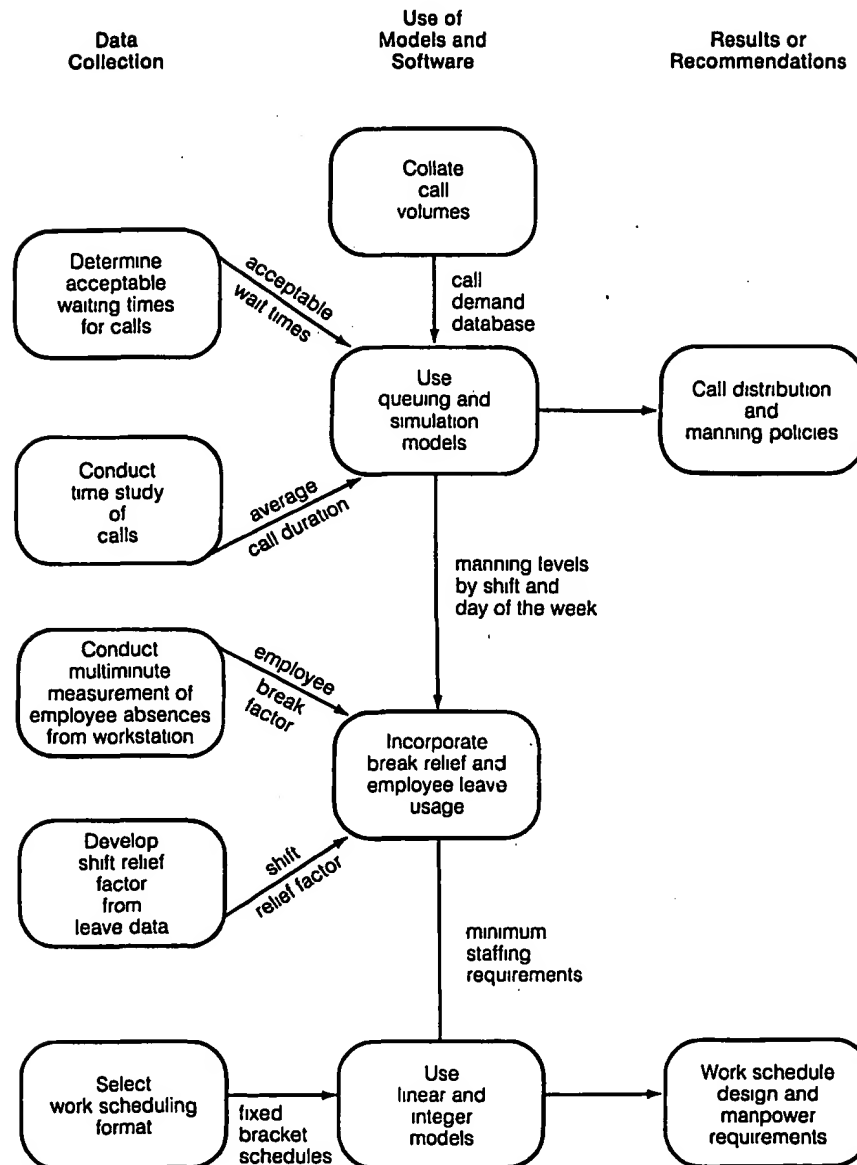 Data
Collection
Use of
Models and
Software
Results or
Recommendations
Collate
call
volumes
Determine
acceptable
waiting times
for calls
acceptable
wait times
call
demand
database
Use
queuing and
simulation
models
Call distribution
and
manning policies
Conduct
time study
of
calls
average
call duration
manning levels
by shift and
day of the week
Conduct
multiminute
measurement of
employee absences
from workstation
employee
break
factor
Incorporate
break relief and
employee leave
usage
Develop
shift relief
factor
from
leave data
shift
relief factor
minimum
staffing
requirements
Select
work scheduling
format
fixed
bracket
schedules
Use
linear and
integer
models
Work schedule
design and
manpower
requirements